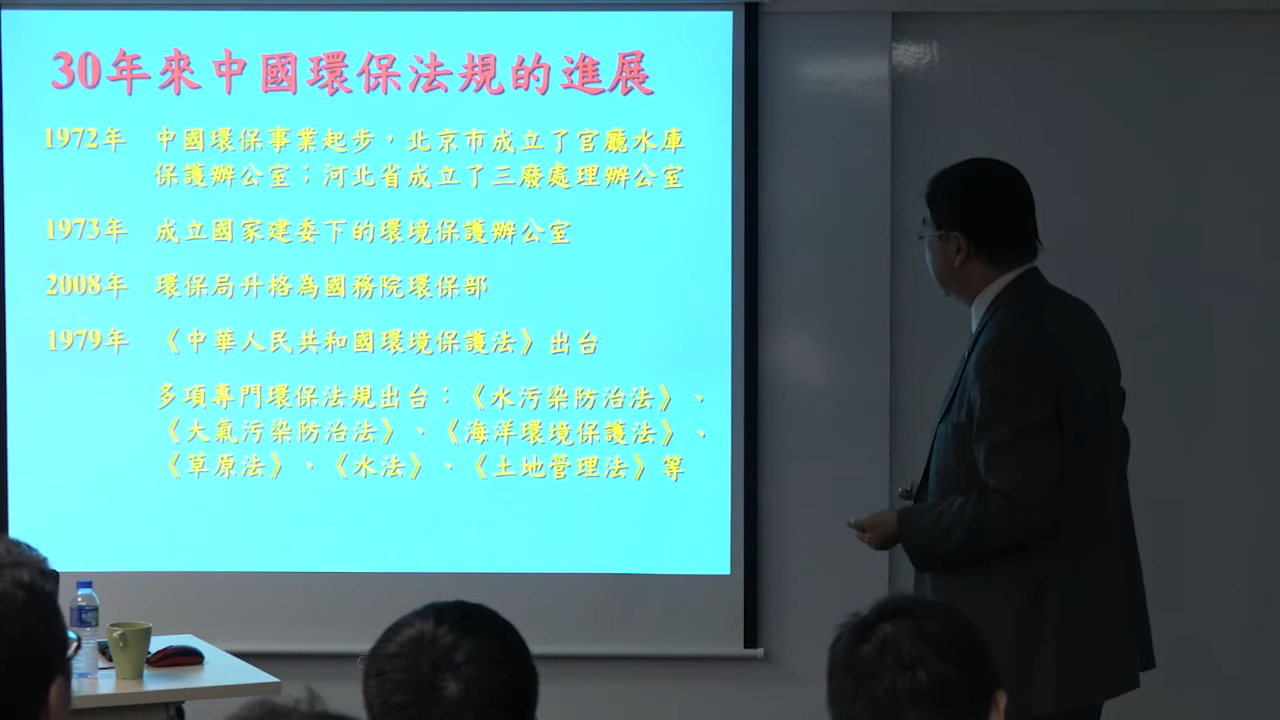 30年來中國環保法規的進展
1972年 中國環保事業起步，北京市成立了官廳水庫
保護辦公室；河北省成立了三廢處理辦公室
1973年 成立國家建委下的環境保護辦公室
2008年 環保局升格為國務院環保部
1979年 《中華人民共和國環境保護法》出台
多項專門環保法規出台：《水污染防治法》、
《大氣污染防治法》、《海洋環境保護法》、
《草原法》、《水法》、《土地管理法》等